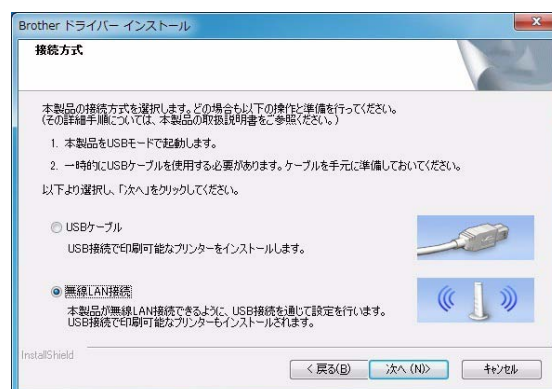 Brother ドライバー インストール
接続方式
本製品の接続方式を選択します。どの場合も以下の操作と準備を行ってください。
(その詳細手順については、本製品の取扱説明書をご参照ください。)
1. 本製品をUSBモードで起動します。
2. 一時的にUSBケーブルを使用する必要があります。ケーブルを手元に準備しておいてください。
以下より選択し、「次へ」をクリックしてください。
USBケーブル
USB接続で印刷可能なプリンターをインストールします。
無線LAN接続
本製品が無線LAN接続できるように、USB接続を通じて設定を行います。
USB接続で印刷可能なプリンターもインストールされます。
InstallShield
< 戻る(B) 次へ (N)> キャンセル